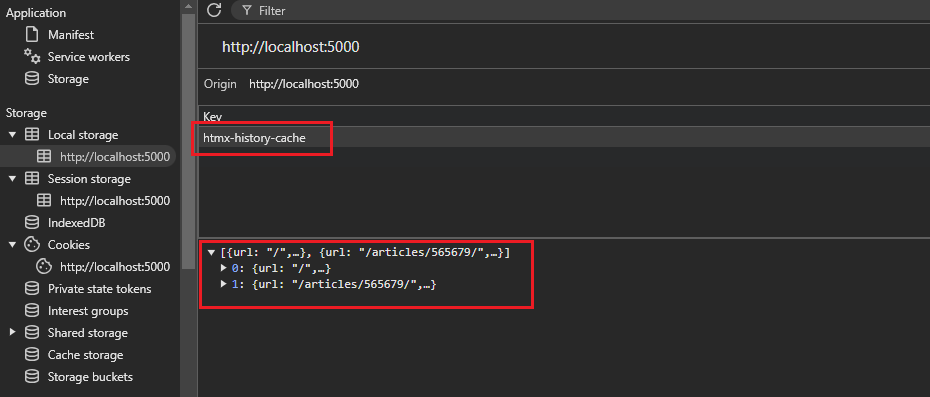 Application
Manifest
Service workers
Storage
Storage
Local storage
http://localhost:5000
Session storage
http://localhost:5000
IndexedDB
Cookies
http://localhost:5000
Private state tokens
Interest groups
Shared storage
Cache storage
Storage buckets
Filter
http://localhost:5000
Origin http://localhost:5000
Key
htmx-history-cache
[{url: "/",…}, {url: "/articles/565679/",…}]
0: {url: "/",…}
1: {url: "/articles/565679/",…}